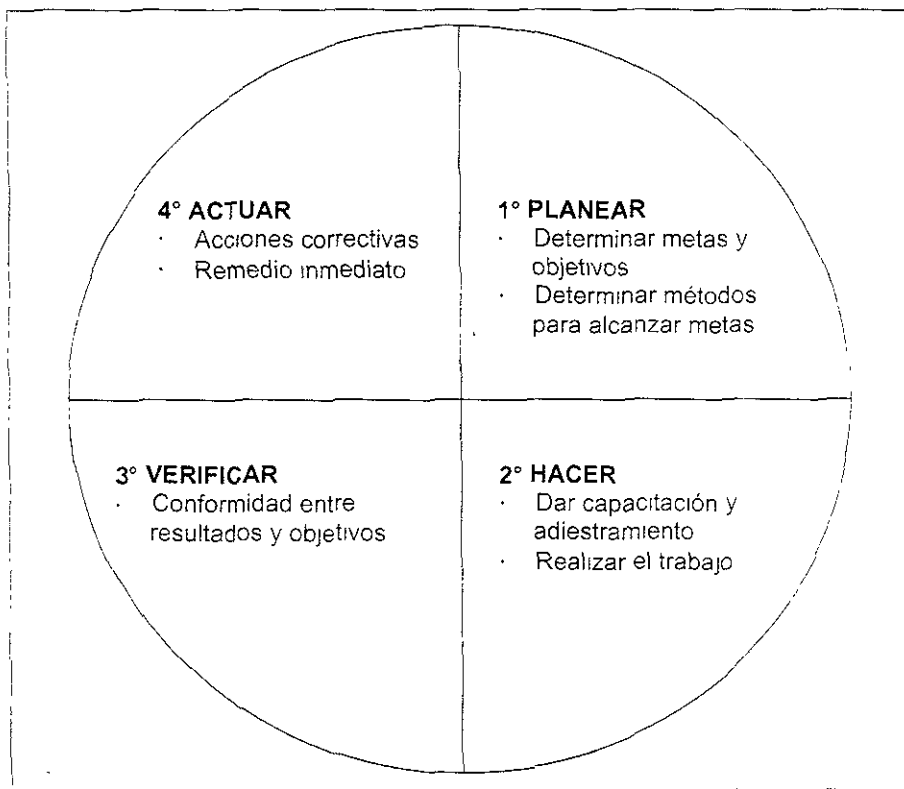 4° ACTUAR
· Acciones correctivas
· Remedio inmediato
1° PLANEAR
· Determinar metas y
objetivos
· Determinar métodos
para alcanzar metas
3° VERIFICAR
· Conformidad entre
resultados y objetivos
2° HACER
· Dar capacitación y
adiestramiento
· Realizar el trabajo